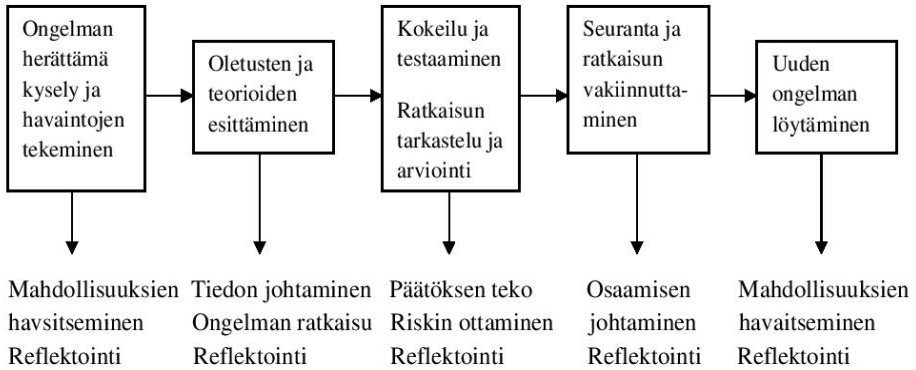 Ongelman
herättämä
kysely ja
havaintojen
tekeminen
Oletusten ja
teorioiden
esittäminen
Kokeilu ja
testaaminen
Ratkaisun
tarkastelu ja
arviointi
Seuranta ja
ratkaisun
vakiinnutta-
minen
Uuden
ongelman
löytäminen
Mahdollisuuksien
havsitseminen
Reflektointi
Tiedon johtaminen
Ongelman ratkaisu
Reflektointi
Päätöksen teko
Riskin ottaminen
Reflektointi
Osaamisen
johtaminen
Reflektointi
Mahdollisuuksien
havaitseminen
Reflektointi